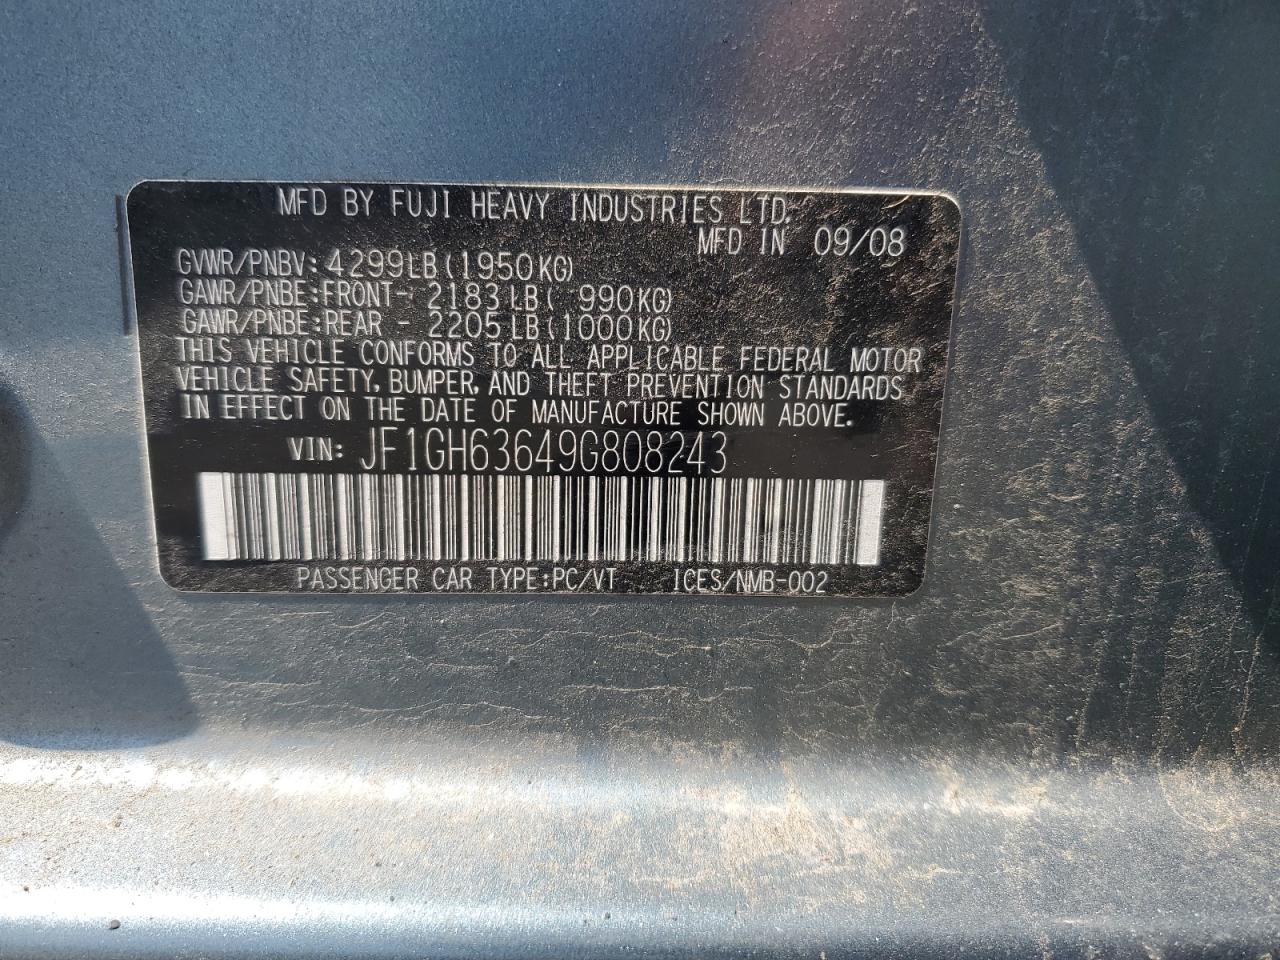 MFD BY FUJI HEAVY INDUSTRIES LTD.
MFD IN 09/08
GVWR/PNBV: 4299LB (1950KG)
GAWR/PNBE:FRONT- 2183LB ( 990KG)
GAWR/PNBE:REAR - 2205LB (1000KG)
THIS VEHICLE CONFORMS TO ALL APPLICABLE FEDERAL MOTOR
VEHICLE SAFETY, BUMPER, AND THEFT PREVENTION STANDARDS
IN EFFECT ON THE DATE OF MANUFACTURE SHOWN ABOVE.
VIN: JF1GH63649G808243
PASSENGER CAR TYPE:PC/VT ICES/NMB-002